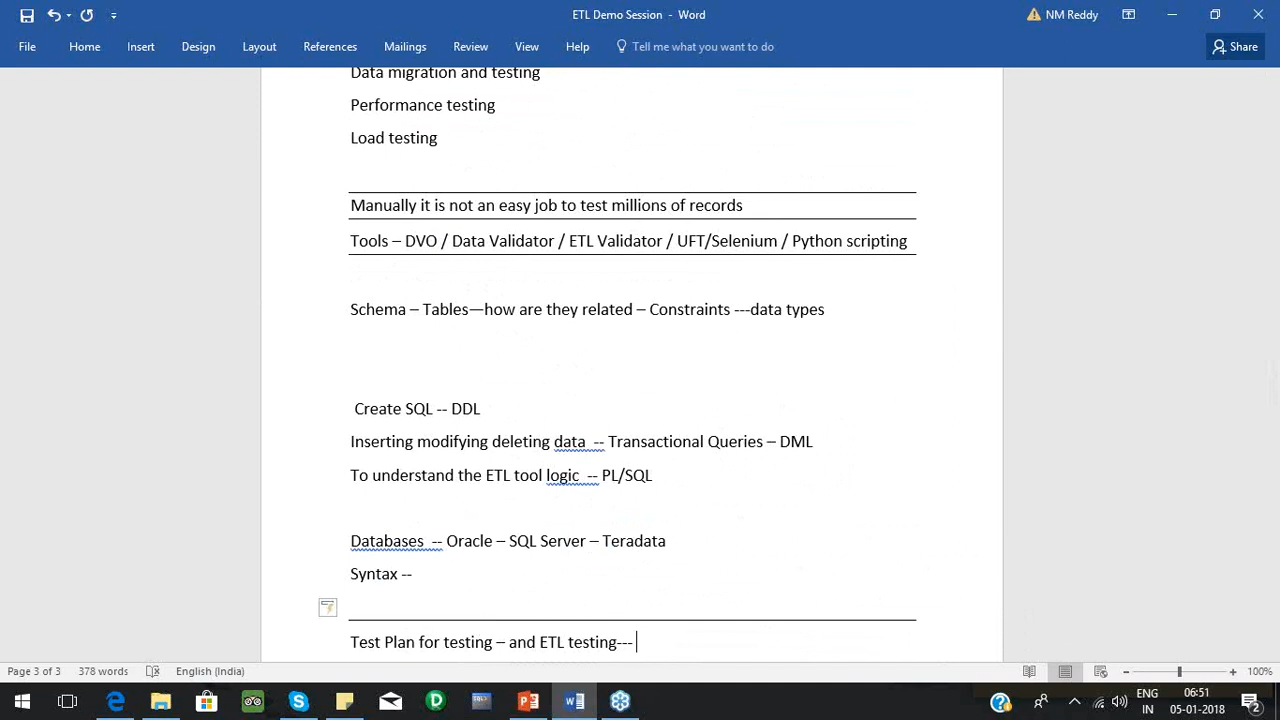 ETL Demo Session - Word
NM Reddy
File Home Insert Design Layout References Mailings Review View Help Tell me what you want to do Share
Data migration and testing
Performance testing
Load testing
Manually it is not an easy job to test millions of records
Tools – DVO / Data Validator / ETL Validator / UFT/Selenium / Python scripting
Schema – Tables—how are they related – Constraints ---data types
Create SQL -- DDL
Inserting modifying deleting data -- Transactional Queries – DML
To understand the ETL tool logic -- PL/SQL
Databases -- Oracle – SQL Server – Teradata
Syntax --
Test Plan for testing – and ETL testing---
Page 3 of 3 378 words English (India) 100%
ENG 06:51
IN 05-01-2018 2